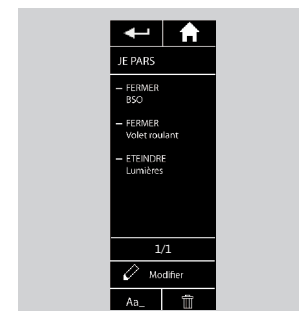 JE PARS
– FERMER
BSO
– FERMER
Volet roulant
– ETEINDRE
Lumières
1/1
Modifier
Aa_